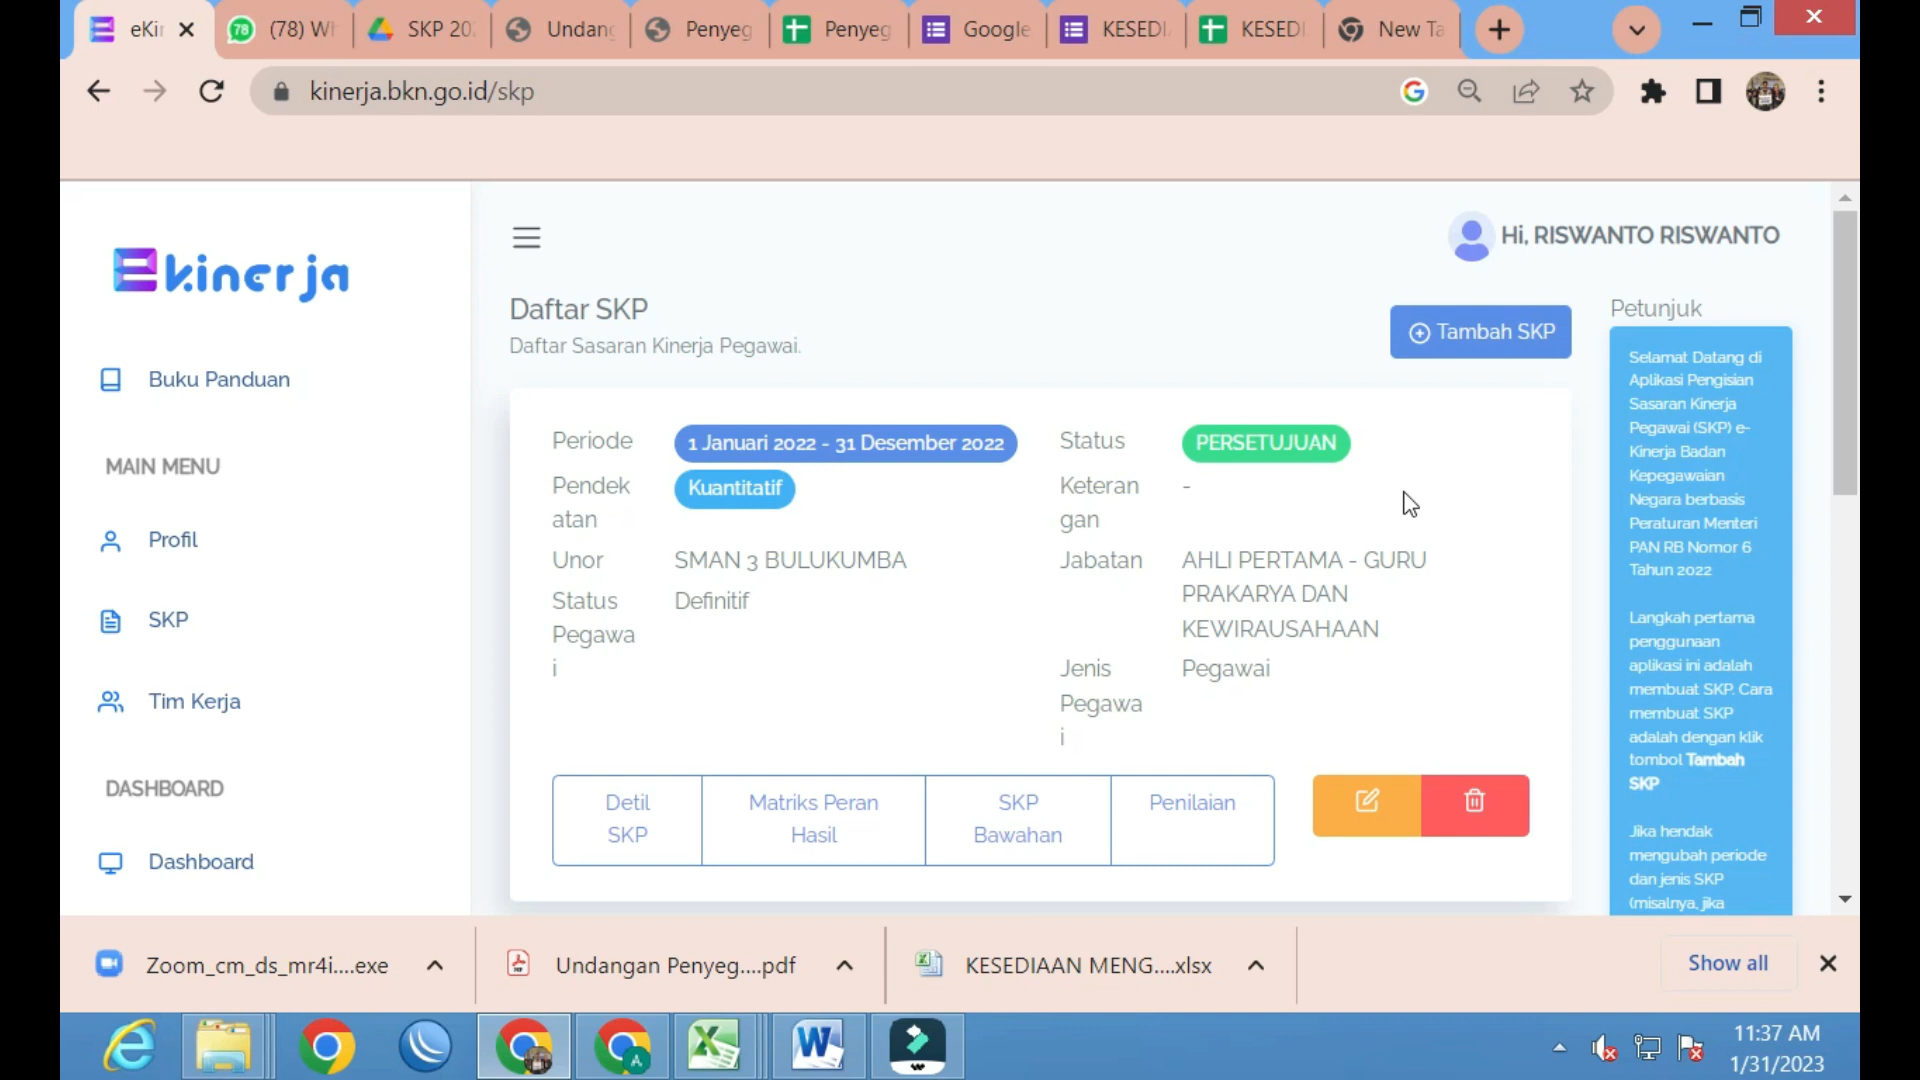 eKi
(78) W
SKP 20
Undang
Penyeg
Penyeg
Google
KESEDI
KESEDI
New Ta
kinerja.bkn.go.id/skp
Ekinerja
Hi, RISWANTO RISWANTO
Buku Panduan
MAIN MENU
Profil
SKP
Tim Kerja
DASHBOARD
Dashboard
Daftar SKP
Daftar Sasaran Kinerja Pegawai.
Tambah SKP
Periode
1 Januari 2022 - 31 Desember 2022
Pendek
atan
Kuantitatif
Unor
SMAN 3 BULUKUMBA
Status
Pegawa
i
Definitif
Status
PERSETUJUAN
Keteran
gan
-
Jabatan
AHLI PERTAMA - GURU
PRAKARYA DAN
KEWIRAUSAHAAN
Jenis
Pegawa
i
Pegawai
Detil
SKP
Matriks Peran
Hasil
SKP
Bawahan
Penilaian
Petunjuk
Selamat Datang di
Aplikasi Pengisian
Sasaran Kinerja
Pegawai (SKP) e-
Kinerja Badan
Kepegawaian
Negara berbasis
Peraturan Menteri
PAN RB Nomor 6
Tahun 2022
Langkah pertama
penggunaan
aplikasi ini adalah
membuat SKP. Cara
membuat SKP
adalah dengan klik
tombol Tambah
SKP
Jika hendak
mengubah periode
dan jenis SKP
(misalnya, jika
Zoom_cm_ds_mr4i....exe
Undangan Penyeg....pdf
KESEDIAAN MENG....xlsx
Show all
11:37 AM
1/31/2023